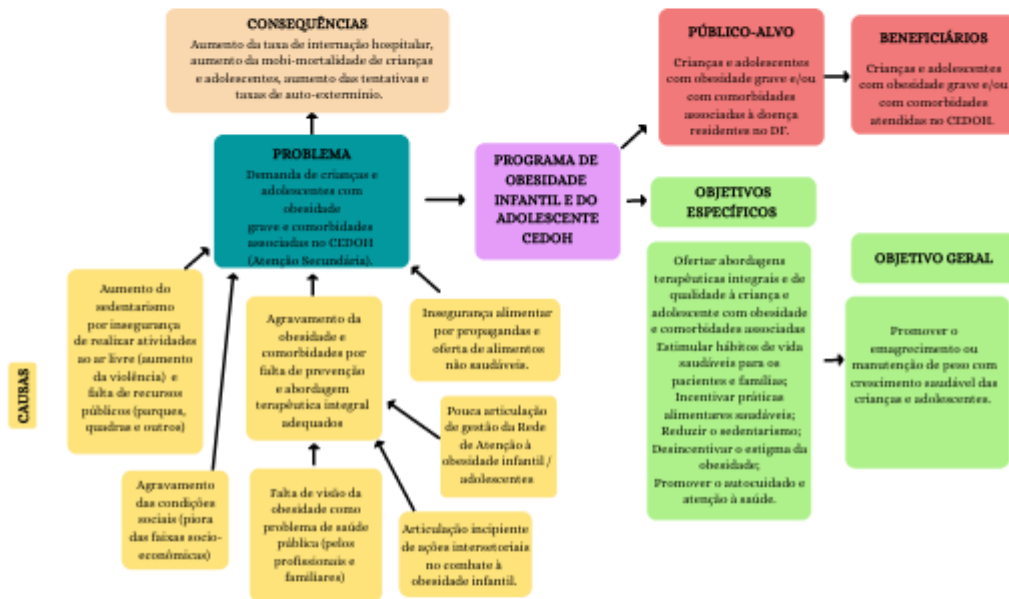 CONSEQUÊNCIAS
Aumento da taxa de internação hospitalar,
aumento da mobi-mortalidade de crianças
e adolescentes, aumento das tentativas e
taxas de auto-extermínio.
PROBLEMA
Demanda de crianças e
adolescentes com
obesidade
grave e comorbidades
associadas no CEDOH
(Atenção Secundária).
PROGRAMA DE
OBESIDADE
INFANTIL E DO
ADOLESCENTE
CEDOH
PÚBLICO-ALVO
Crianças e adolescentes
com obesidade grave e/ou
com comorbidades
associadas à doença
residentes no DF.
BENEFICIÁRIOS
Crianças e adolescentes
com obesidade grave e/ou
com comorbidades
atendidas no CEDOH.
OBJETIVOS
ESPECÍFICOS
Ofertar abordagens
terapêuticas integrais e de
qualidade à criança e
adolescente com obesidade
e comorbidades associadas
Estimular hábitos de vida
saudáveis para os
pacientes e famílias;
Incentivar práticas
alimentares saudáveis;
Reduzir o sedentarismo;
Desincentivar o estigma da
obesidade;
Promover o autocuidado e
atenção à saúde.
OBJETIVO GERAL
Promover o
emagrecimento ou
manutenção de peso com
crescimento saudável das
crianças e adolescentes.
CAUSAS
Aumento do
sedentarismo
por insegurança
de realizar atividades
ao ar livre (aumento
da violência) e
falta de recursos
públicos (parques,
quadras e outros)
Agravamento
das condições
sociais (piora
das faixas socio-
econômicas)
Agravamento da
obesidade e
comorbidades por
falta de prevenção
e abordagem
terapêutica integral
adequados
Falta de visão da
obesidade como
problema de saúde
pública (pelos
profissionais e
familiares)
Insegurança alimentar
por propagandas e
oferta de alimentos
não saudáveis.
Pouca articulação
de gestão da Rede
de Atenção à
obesidade infantil /
adolescentes
Articulação incipiente
de ações intersetoriais
no combate à
obesidade infantil.